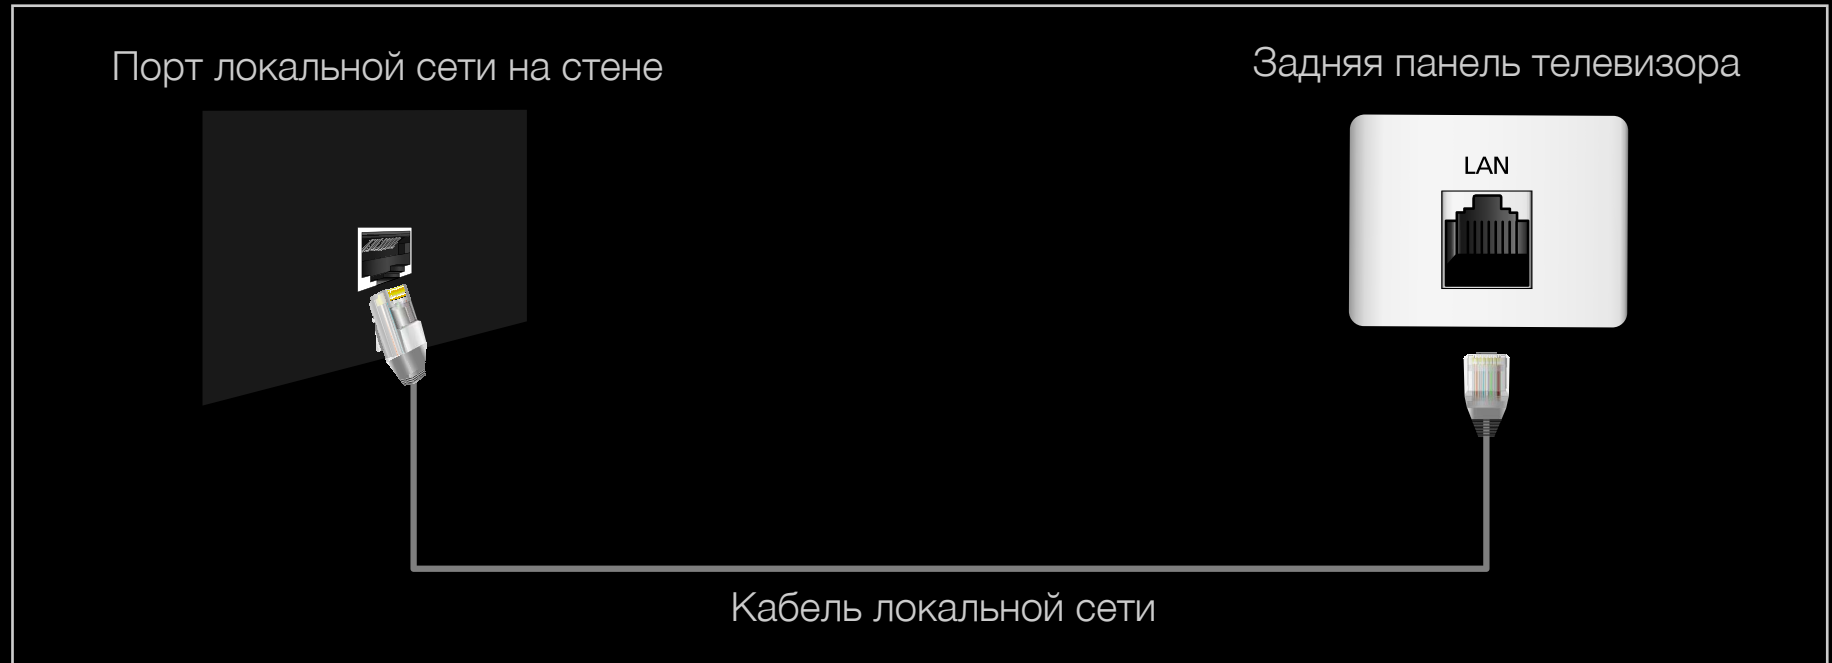 Порт локальной сети на стене
Задняя панель телевизора
LAN
Кабель локальной сети